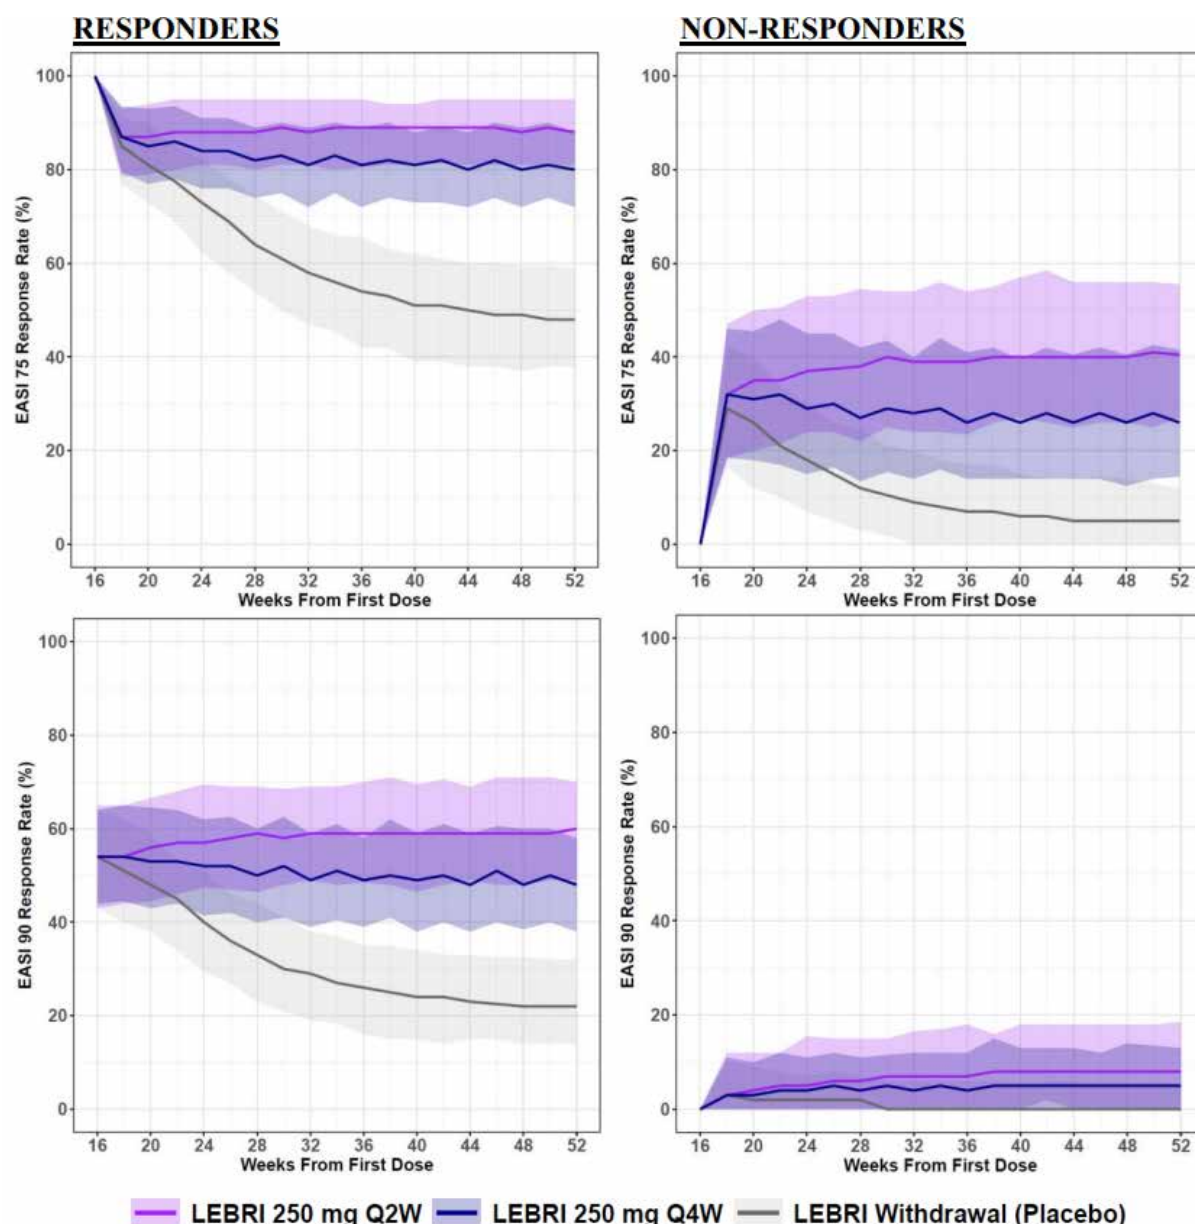 RESPONDERS
NON-RESPONDERS
EASI 75 Response Rate (%)
100
80
60
40
20
0
16 20 24 28 32 36 40 44 48 52
Weeks From First Dose
EASI 75 Response Rate (%)
100
80
60
40
20
0
16 20 24 28 32 36 40 44 48 52
Weeks From First Dose
EASI 90 Response Rate (%)
100
80
60
40
20
0
16 20 24 28 32 36 40 44 48 52
Weeks From First Dose
EASI 90 Response Rate (%)
100
80
60
40
20
0
16 20 24 28 32 36 40 44 48 52
Weeks From First Dose
LEBRI 250 mg Q2W LEBRI 250 mg Q4W LEBRI Withdrawal (Placebo)